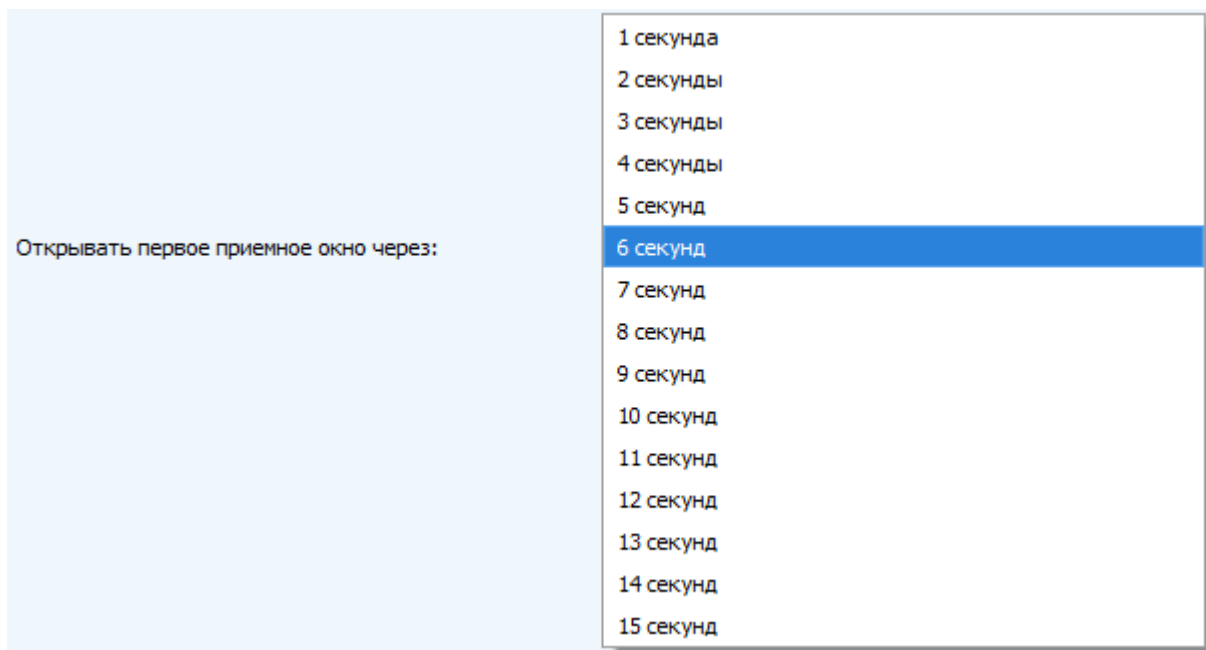 Открывать первое приемное окно через:
1 секунда
2 секунды
3 секунды
4 секунды
5 секунд
6 секунд
7 секунд
8 секунд
9 секунд
10 секунд
11 секунд
12 секунд
13 секунд
14 секунд
15 секунд